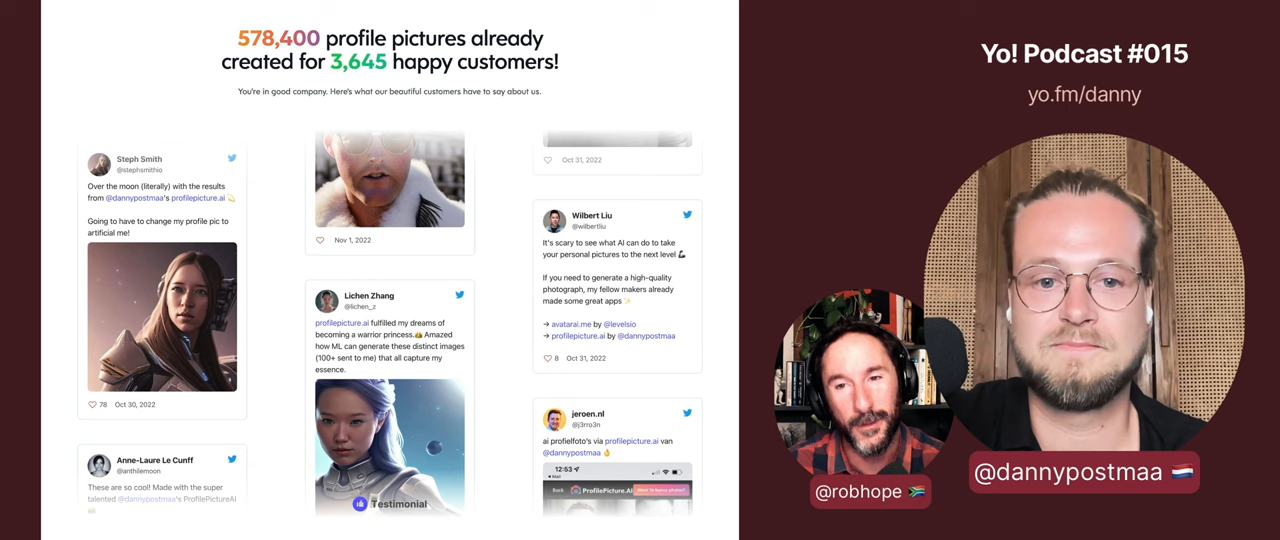 578,400 profile pictures already
created for 3,645 happy customers!
You're in good company. Here's what our beautiful customers have to say about us.
Steph Smith
@stephsmithio
Over the moon (literally) with the results
from @dannypostmaa's profilepicture.ai 💫
Going to have to change my profile pic to
artificial me!
78 Oct 30, 2022
Anne-Laure Le Cunff
@anthilemoon
These are so cool! Made with the super
talented @dannypostmaa's ProfilePictureAI
Nov 1, 2022
Lichen Zhang
@lichen_z
profilepicture.ai fulfilled my dreams of
becoming a warrior princess.👸 Amazed
how ML can generate these distinct images
(100+ sent to me) that all capture my
essence.
Testimonial
Oct 31, 2022
Wilbert Liu
@wilbertliu
It's scary to see what AI can do to take
your personal pictures to the next level 💪
If you need to generate a high-quality
photograph, my fellow makers already
made some great apps ✨
→ avatarai.me by @levelsio
→ profilepicture.ai by @dannypostmaa
8 Oct 31, 2022
jeroen.nl
@j3rro3n
ai profielfoto's via profilepicture.ai van
@dannypostmaa 👌
12:53
Mail
Back ProfilePicture.AI Want 10 bonus photos?
Yo! Podcast #015
yo.fm/danny
@robhope 🇿🇦
@dannypostmaa 🇳🇱